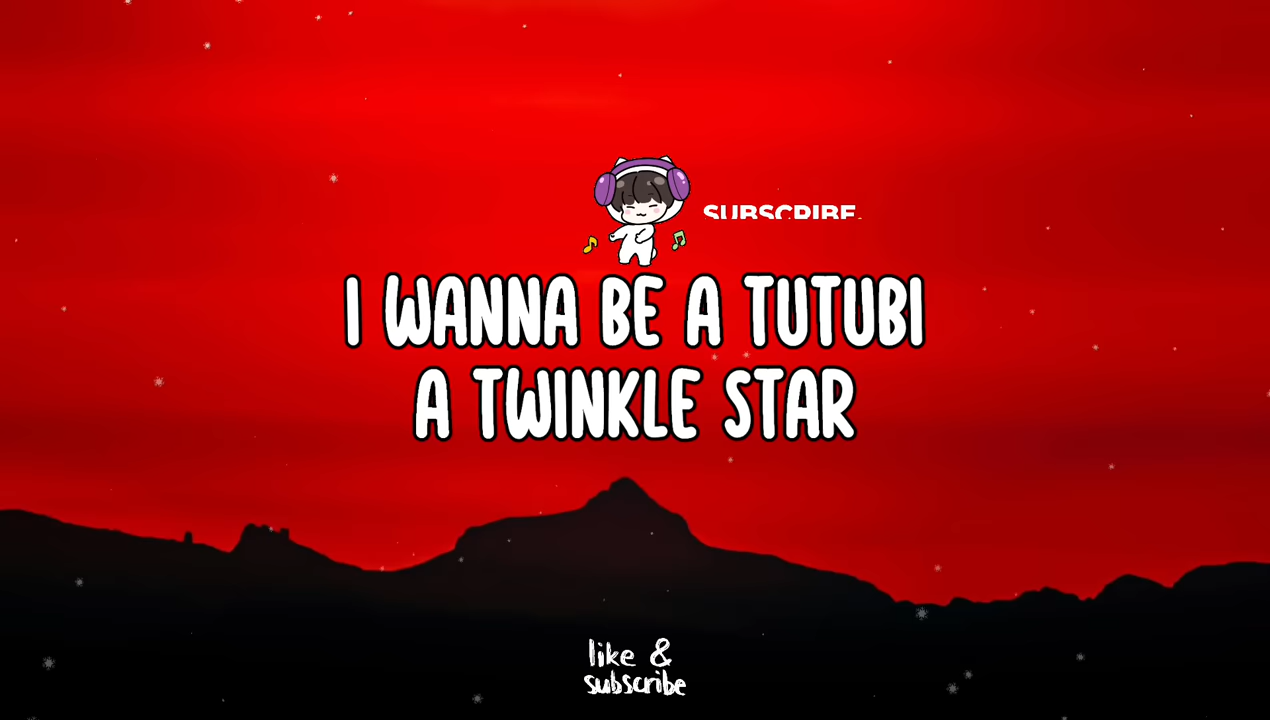 SUBSCRIBE
I WANNA BE A TUTUBI
A TWINKLE STAR
like &
subscribe